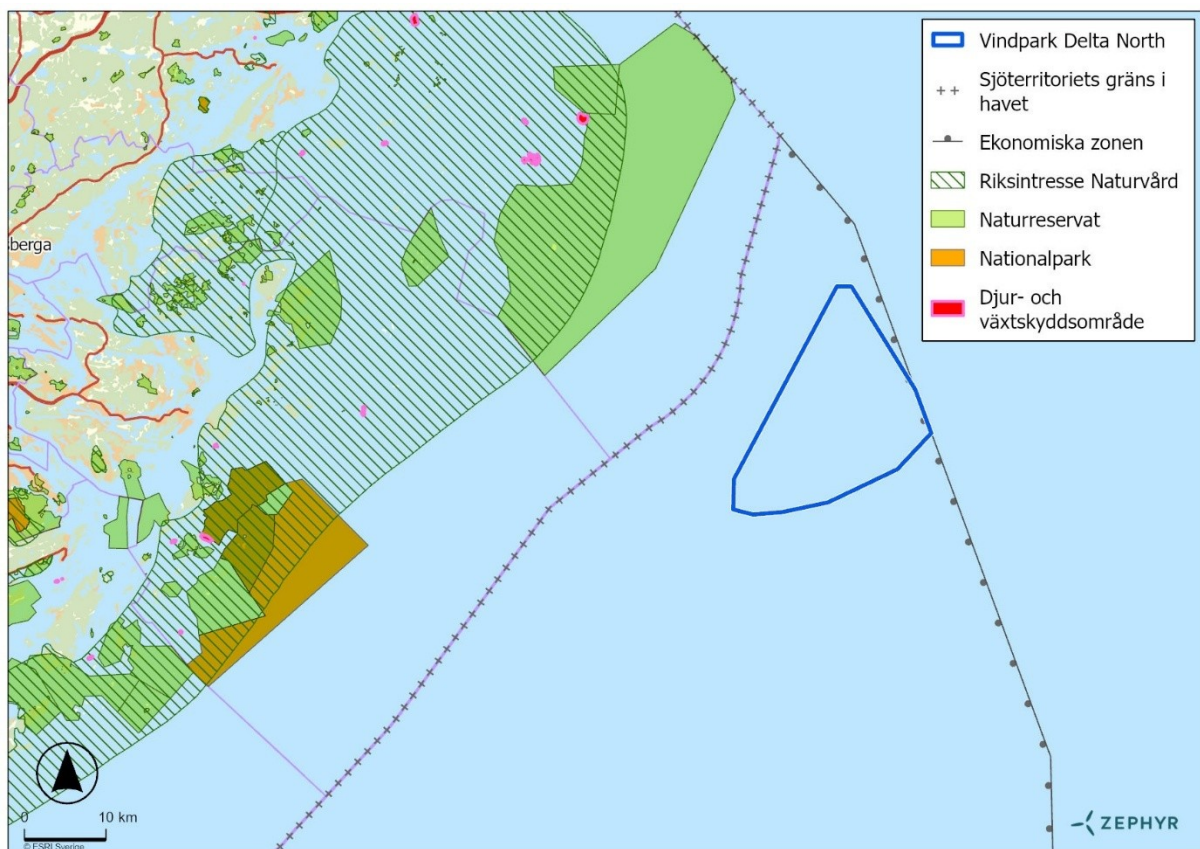 Vindpark Delta North
Sjöterritoriets gräns i
havet
Ekonomiska zonen
Riksintresse Naturvård
Naturreservat
Nationalpark
Djur- och
växtskyddsområde
sberga
0 10 km
© ESRI Sverige
ZEPHYR